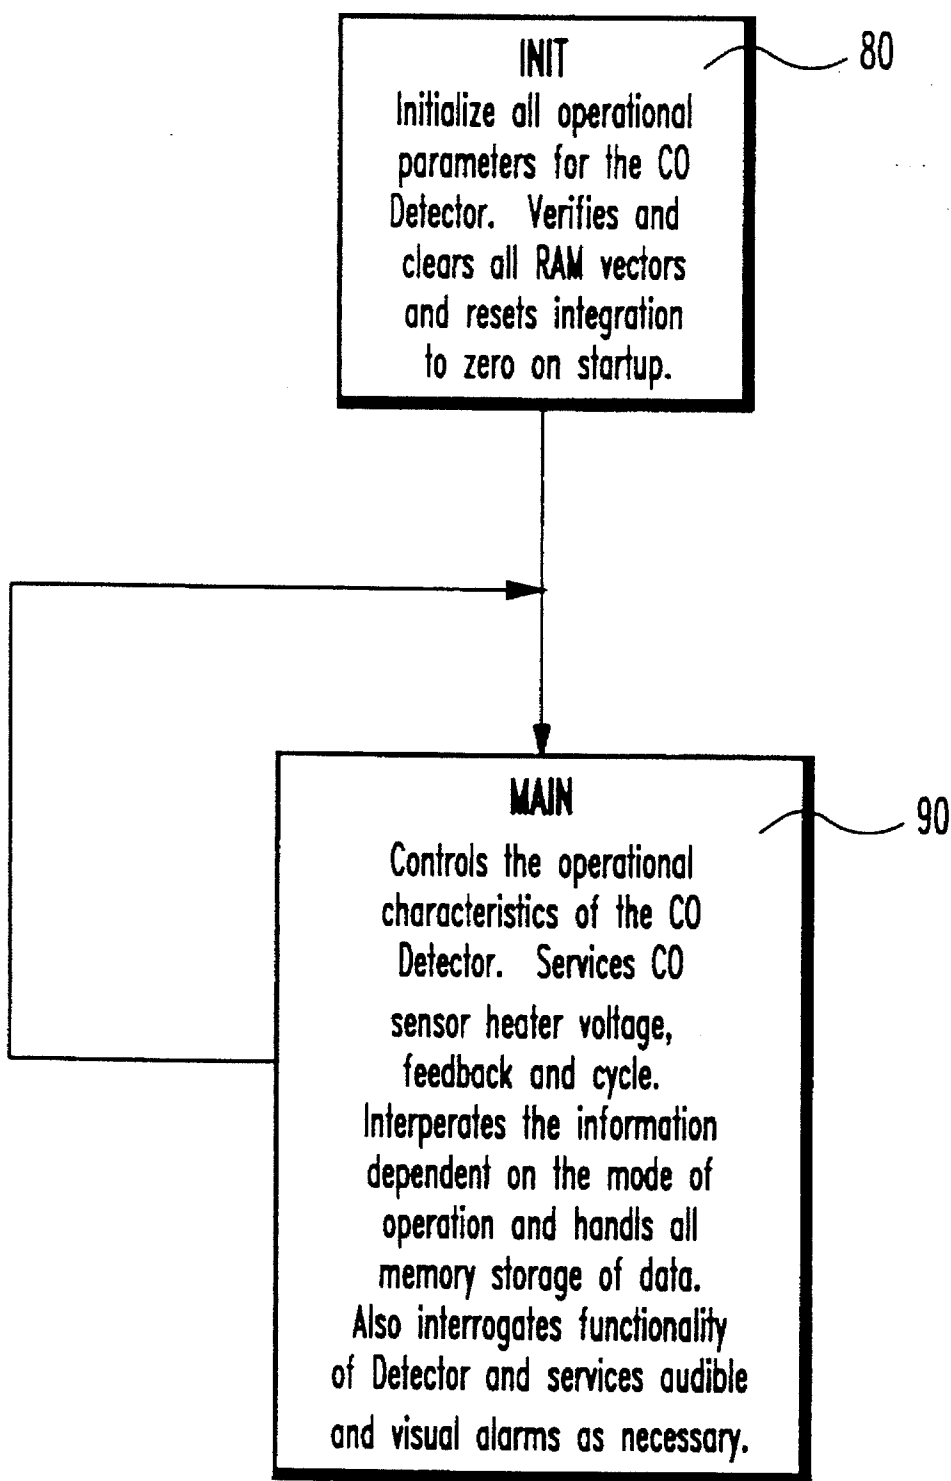 INIT
80
Initialize all operational
parameters for the CO
Detector. Verifies and
clears all RAM vectors
and resets integration
to zero on startup.
MAIN
90
Controls the operational
characteristics of the CO
Detector. Services CO
sensor heater voltage,
feedback and cycle.
Interperates the information
dependent on the mode of
operation and handls all
memory storage of data.
Also interrogates functionality
of Detector and services audible
and visual alarms as necessary.